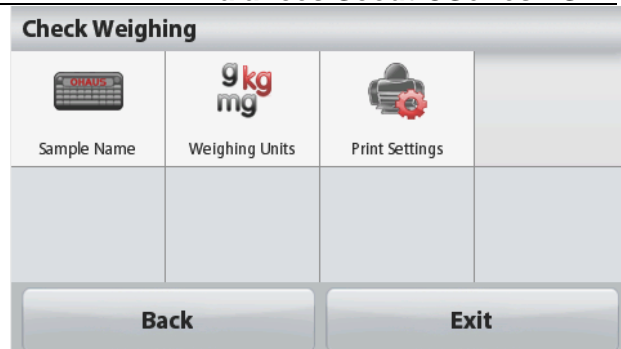 Check Weighing
OHAUS
g kg
mg
Sample Name
Weighing Units
Print Settings
Back
Exit